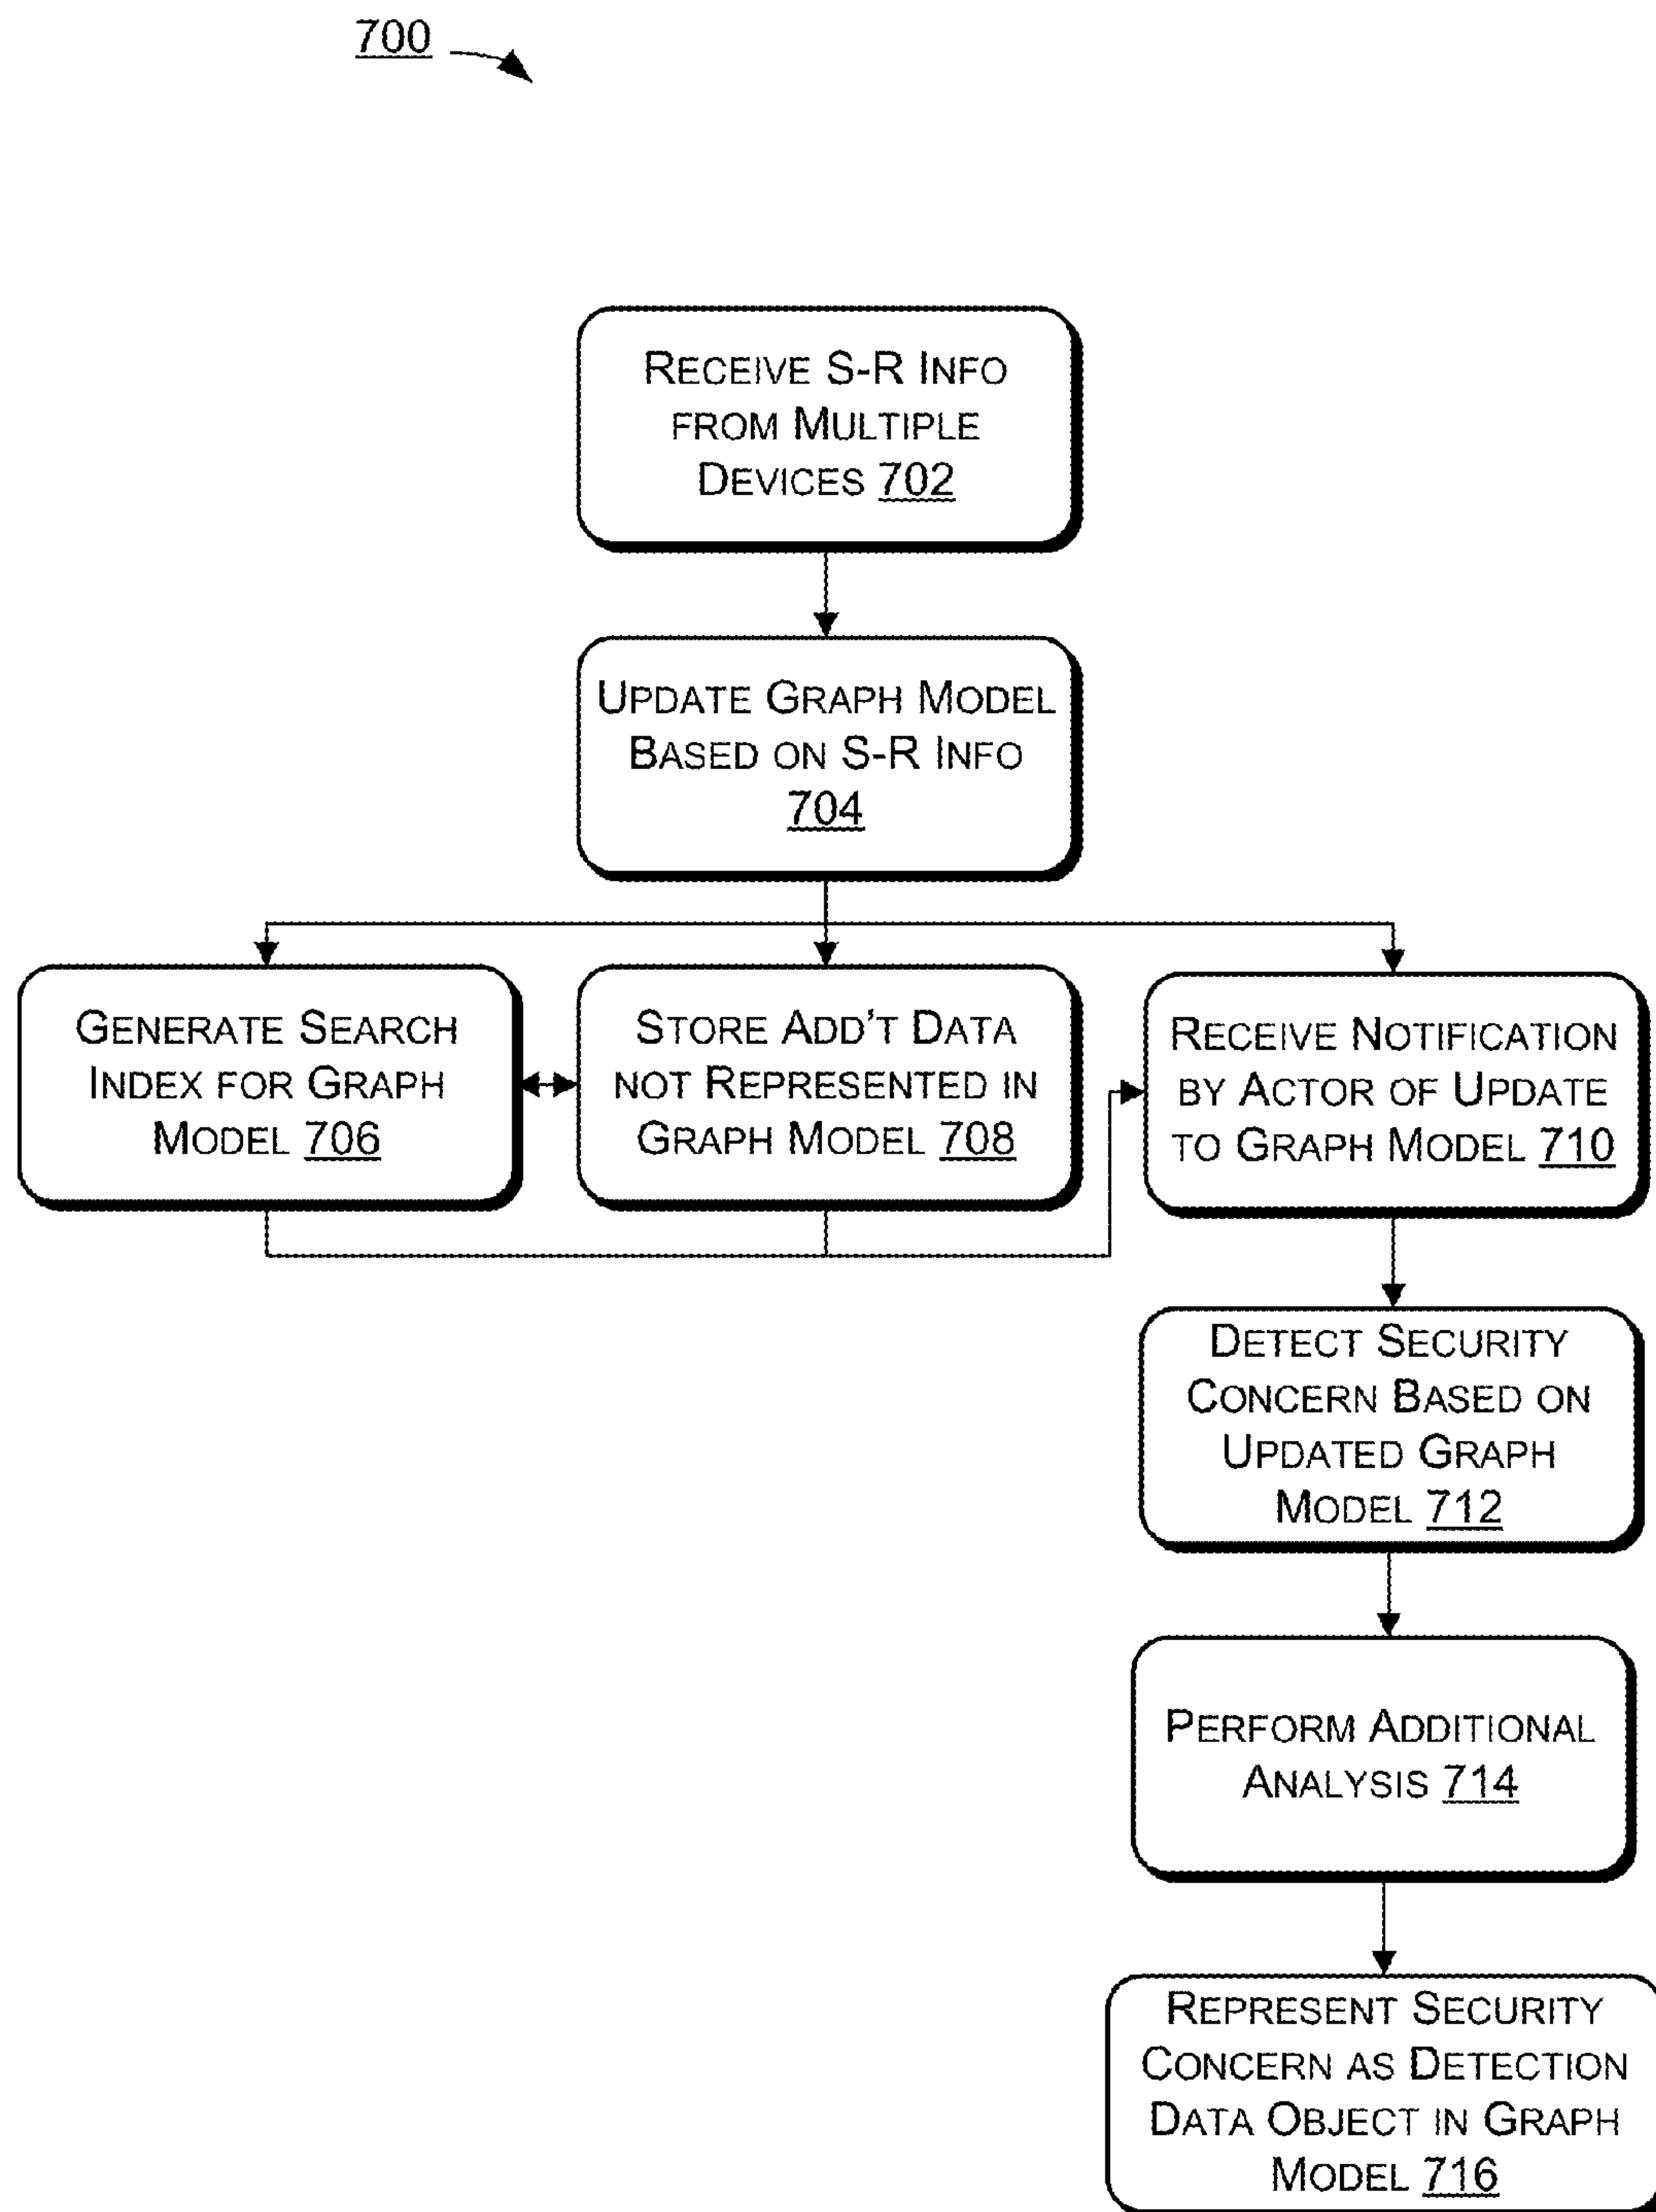 700
RECEIVE S-R INFO
FROM MULTIPLE
DEVICES 702
UPDATE GRAPH MODEL
BASED ON S-R INFO
704
GENERATE SEARCH
INDEX FOR GRAPH
MODEL 706
STORE ADD'T DATA
NOT REPRESENTED IN
GRAPH MODEL 708
RECEIVE NOTIFICATION
BY ACTOR OF UPDATE
TO GRAPH MODEL 710
DETECT SECURITY
CONCERN BASED ON
UPDATED GRAPH
MODEL 712
PERFORM ADDITIONAL
ANALYSIS 714
REPRESENT SECURITY
CONCERN AS DETECTION
DATA OBJECT IN GRAPH
MODEL 716